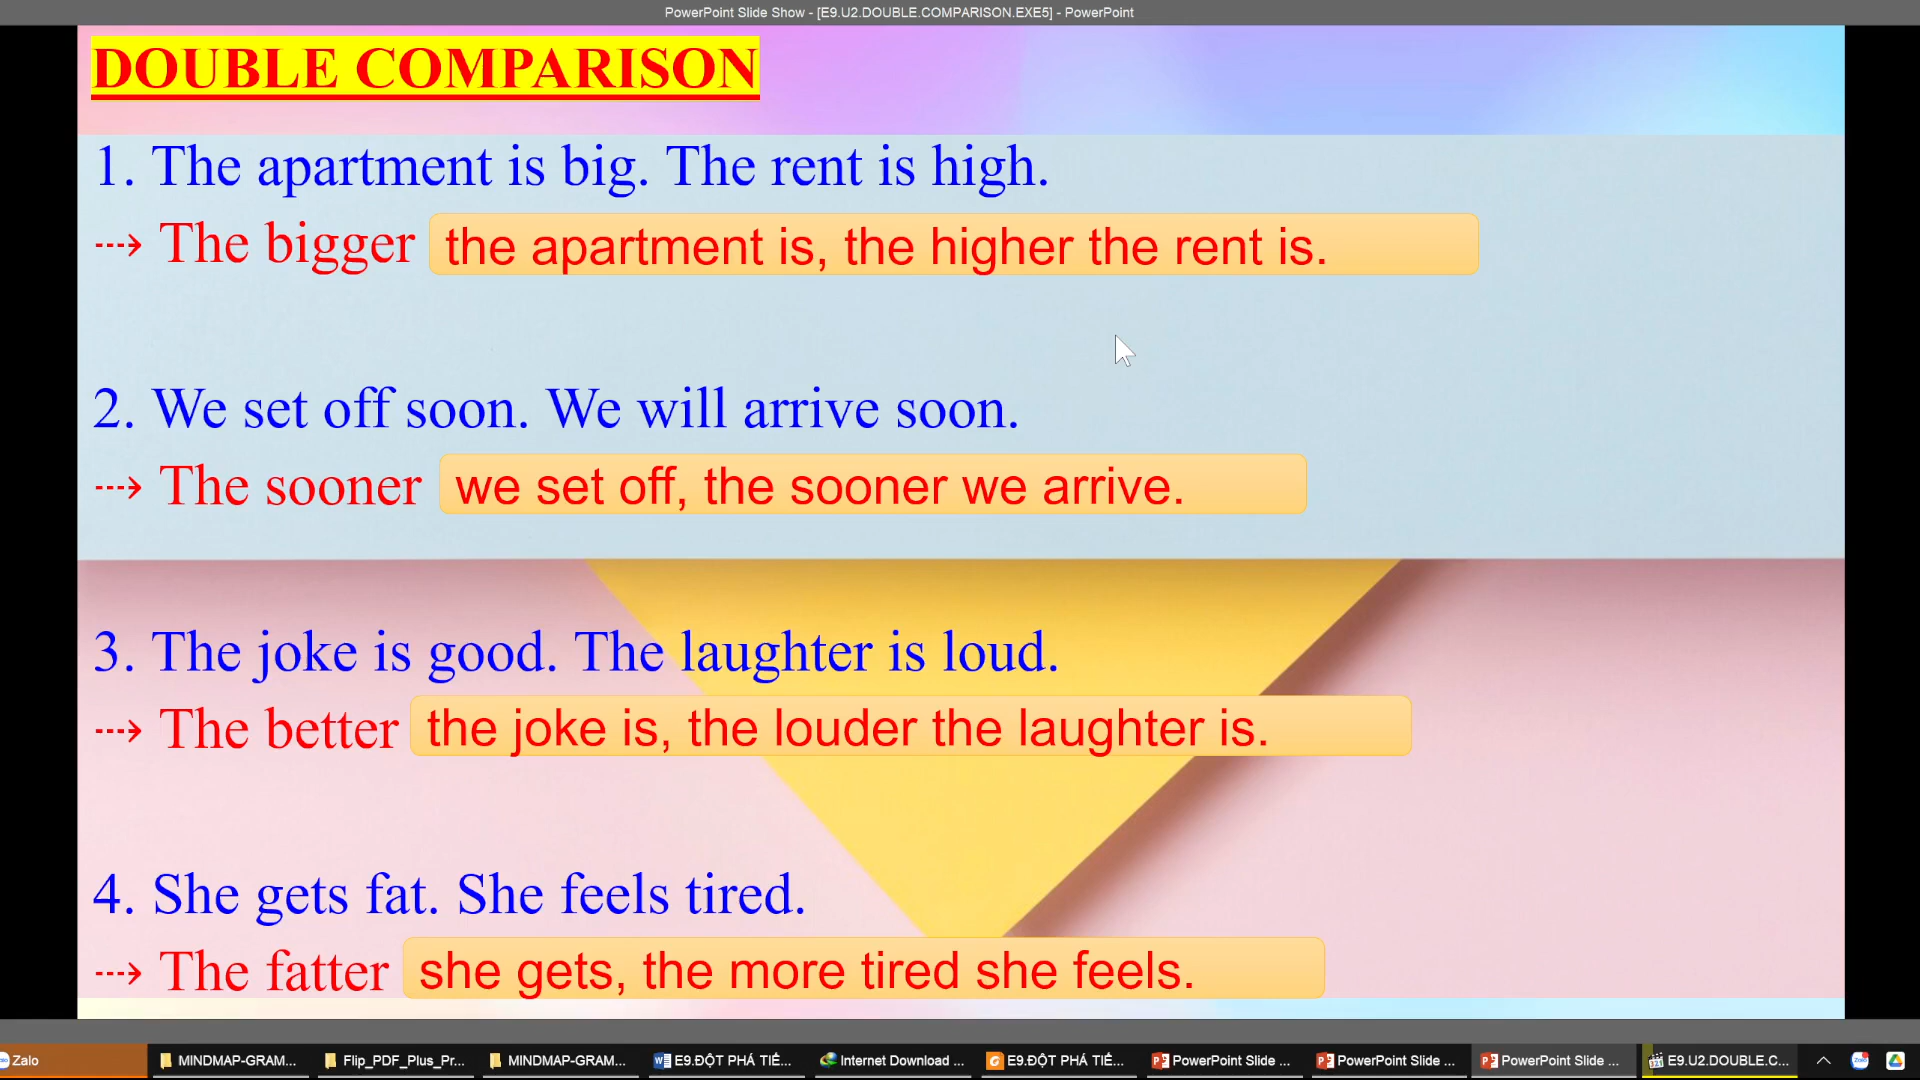 PowerPoint Slide Show - [E9.U2.DOUBLE.COMPARISON.EXE5] - PowerPoint
DOUBLE COMPARISON
1. The apartment is big. The rent is high.
⇢ The bigger the apartment is, the higher the rent is.
2. We set off soon. We will arrive soon.
⇢ The sooner we set off, the sooner we arrive.
3. The joke is good. The laughter is loud.
⇢ The better the joke is, the louder the laughter is.
4. She gets fat. She feels tired.
⇢ The fatter she gets, the more tired she feels.
Zalo MINDMAP-GRAM... Flip_PDF_Plus_Pr... MINDMAP-GRAM... E9.ĐỘT PHÁ TIẾ... Internet Download ... E9.ĐỘT PHÁ TIẾ... PowerPoint Slide ... PowerPoint Slide ... PowerPoint Slide ... E9.U2.DOUBLE.C...